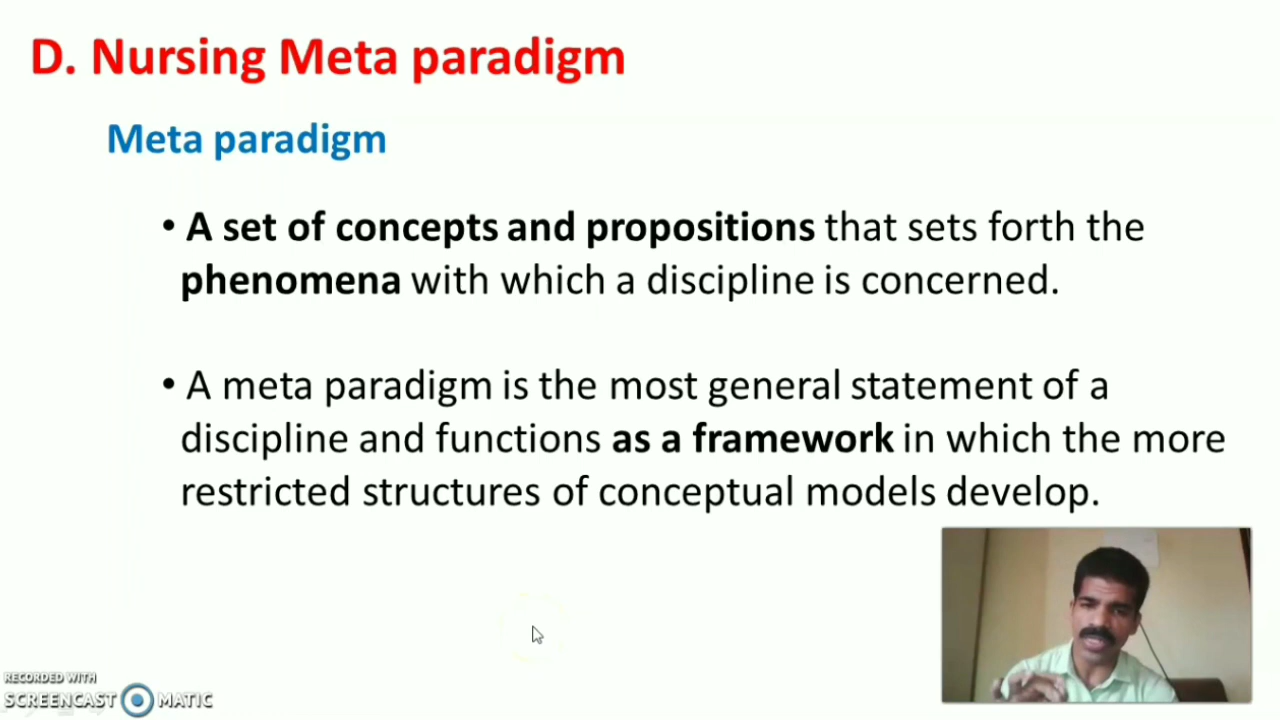 D. Nursing Meta paradigm
Meta paradigm
• A set of concepts and propositions that sets forth the
phenomena with which a discipline is concerned.
• A meta paradigm is the most general statement of a
discipline and functions as a framework in which the more
restricted structures of conceptual models develop.
RECORDED WITH
SCREENCAST MATIC